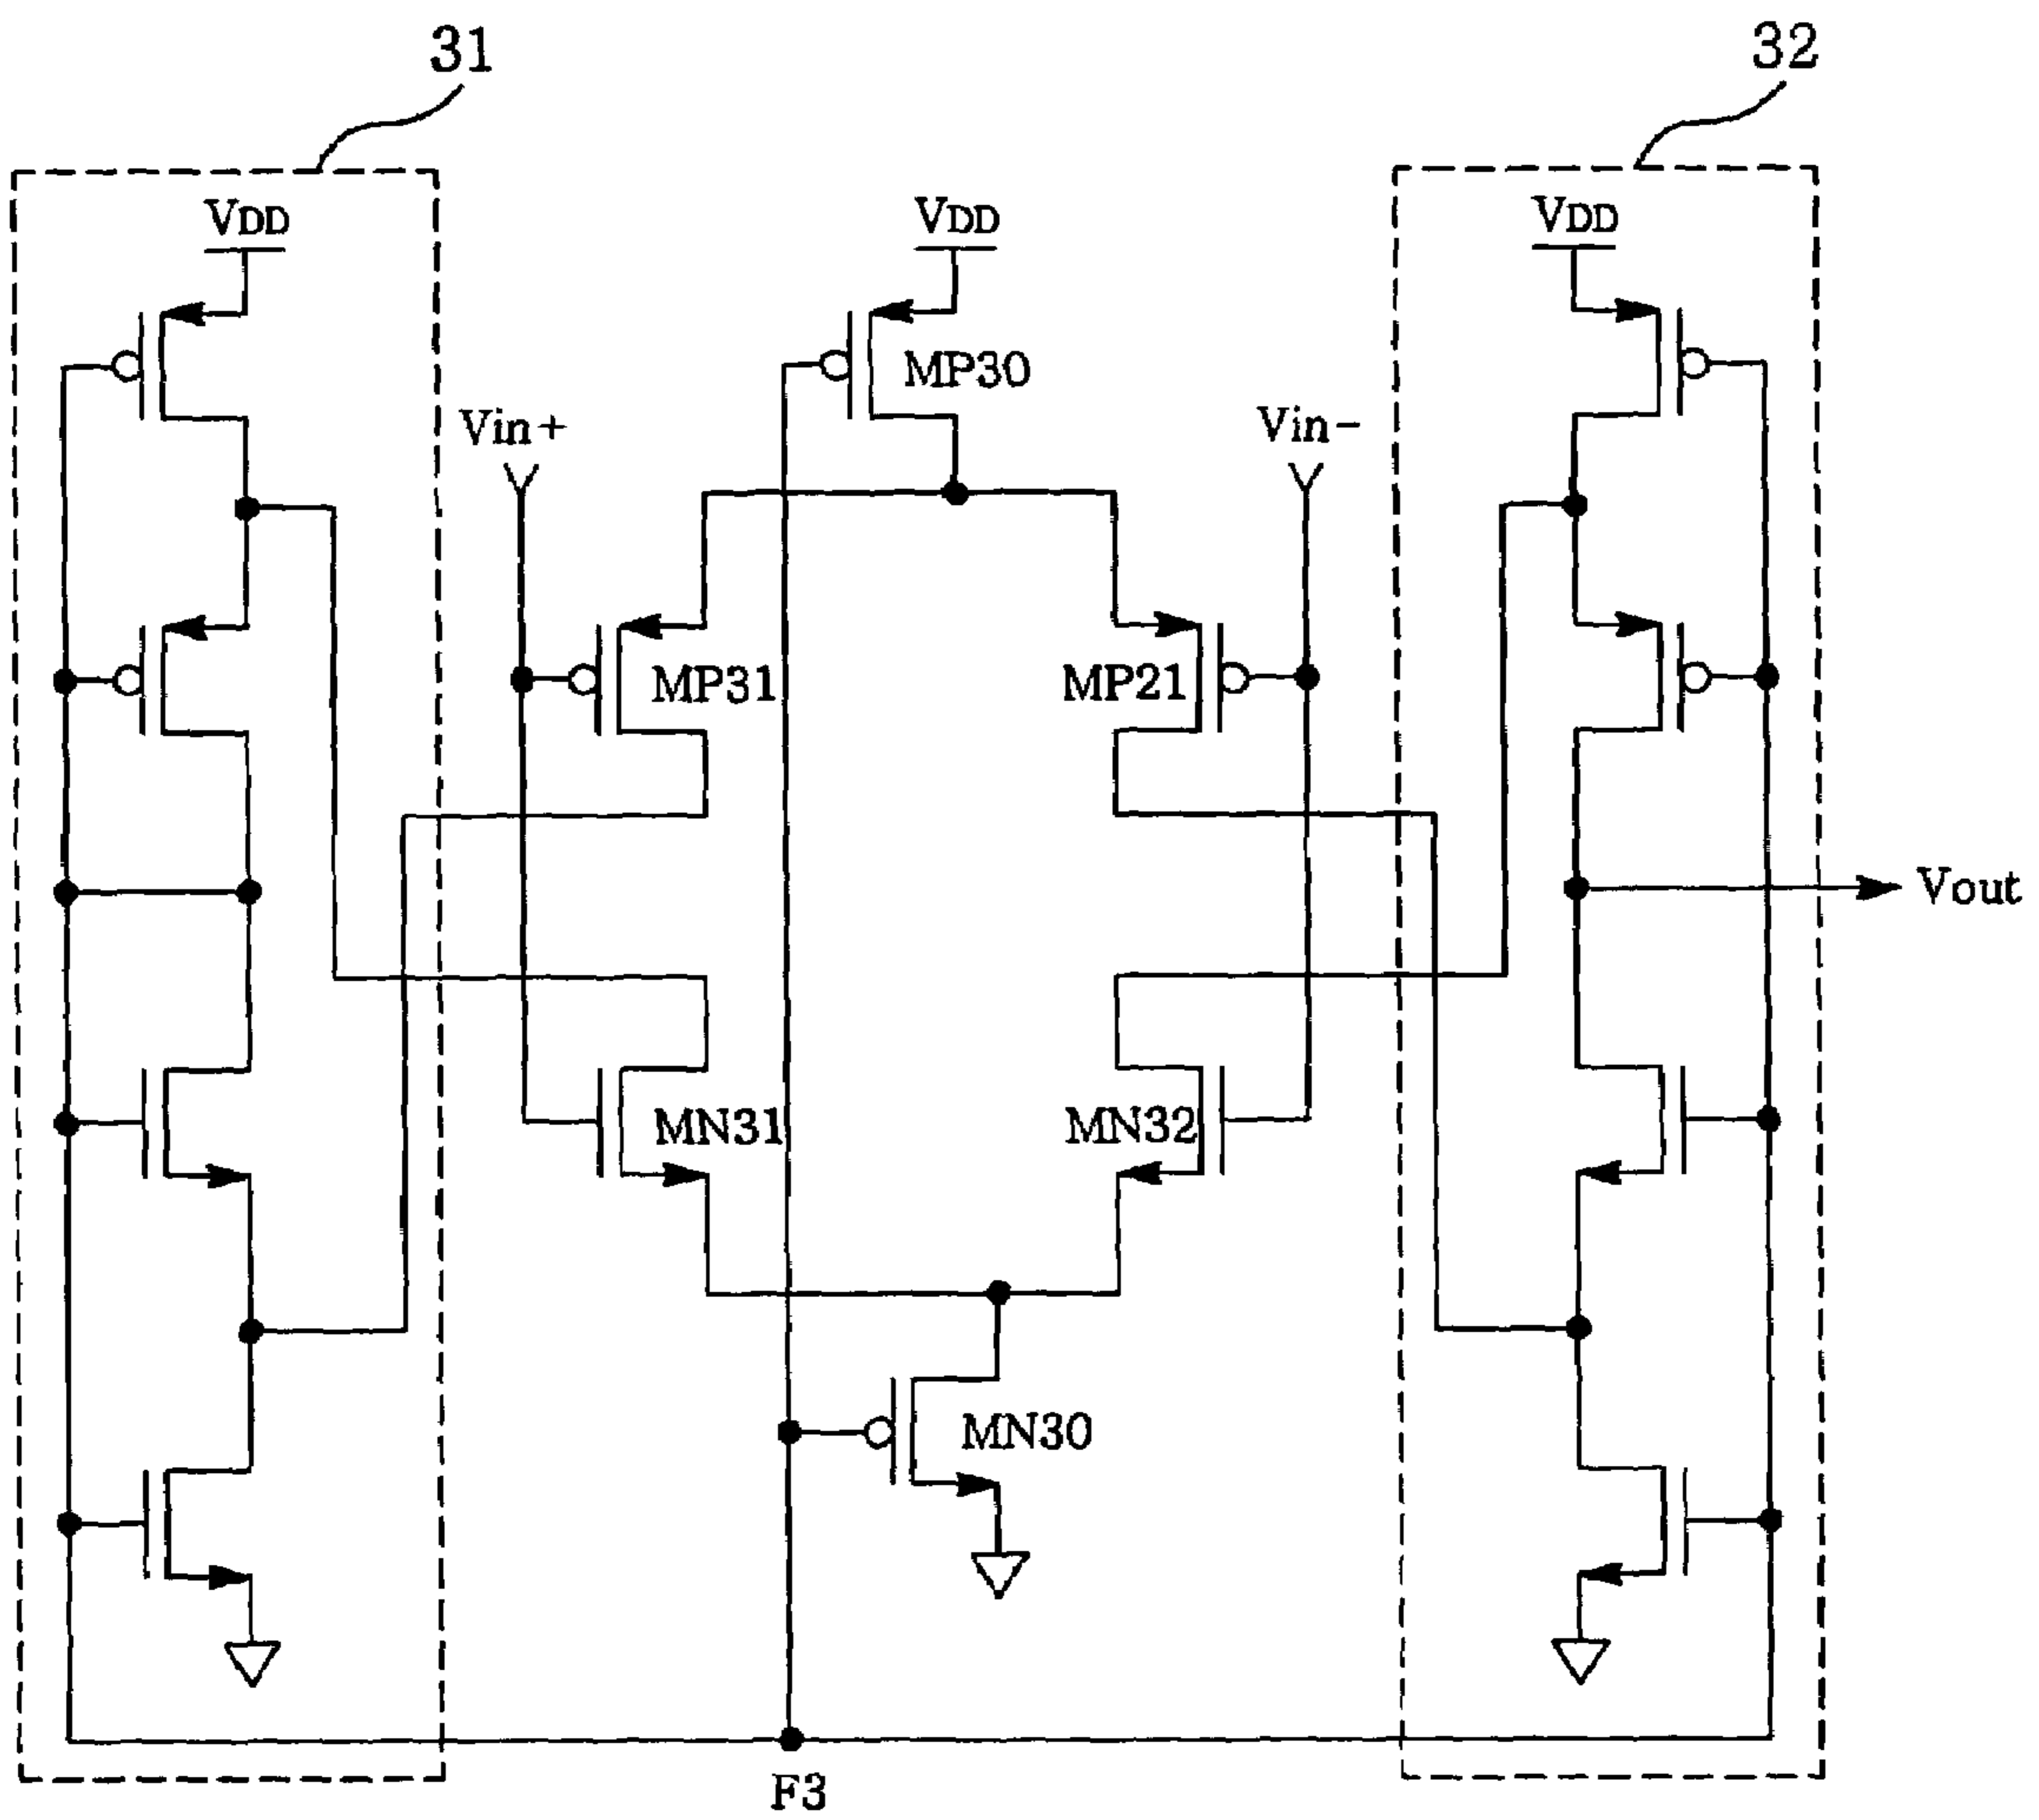 31
32
VDD
VDD
VDD
MP30
Vin+
Vin-
MP31
MP21
Vout
MN31
MN32
MN30
F3